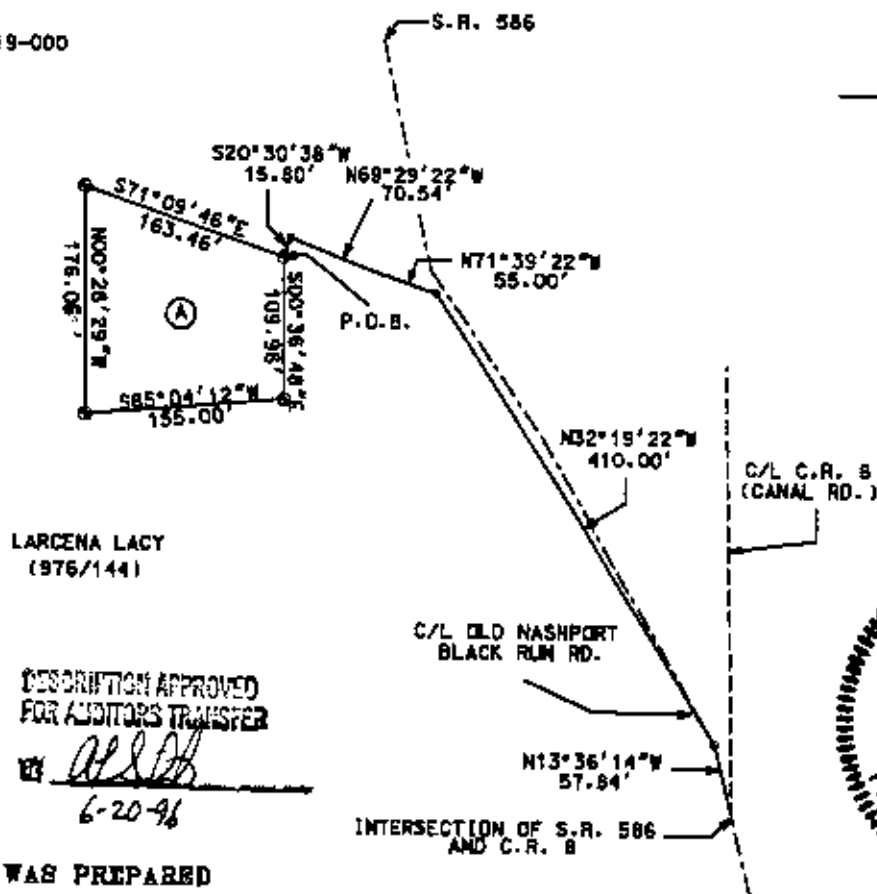 S.R. 586
9-000
S20°30'38"W
15.80'
N69°29'22"W
70.54'
S71°09'46"E
163.46'
N71°39'22"W
55.00'
N00°26'29"W
176.06'
A
P.O.B.
S00°36'48"E
109.96'
S85°04'12"W
155.00'
N32°19'22"W
410.00'
C/L C.R. 8
(CANAL RD.)
LARCENA LACY
(976/144)
C/L OLD NASHPORT
BLACK RUN RD.
DESCRIPTION APPROVED
FOR AUDITORS TRANSFER
BY
6-20-96
N13°36'14"W
57.84'
INTERSECTION OF S.R. 586
AND C.R. 8
WAS PREPARED